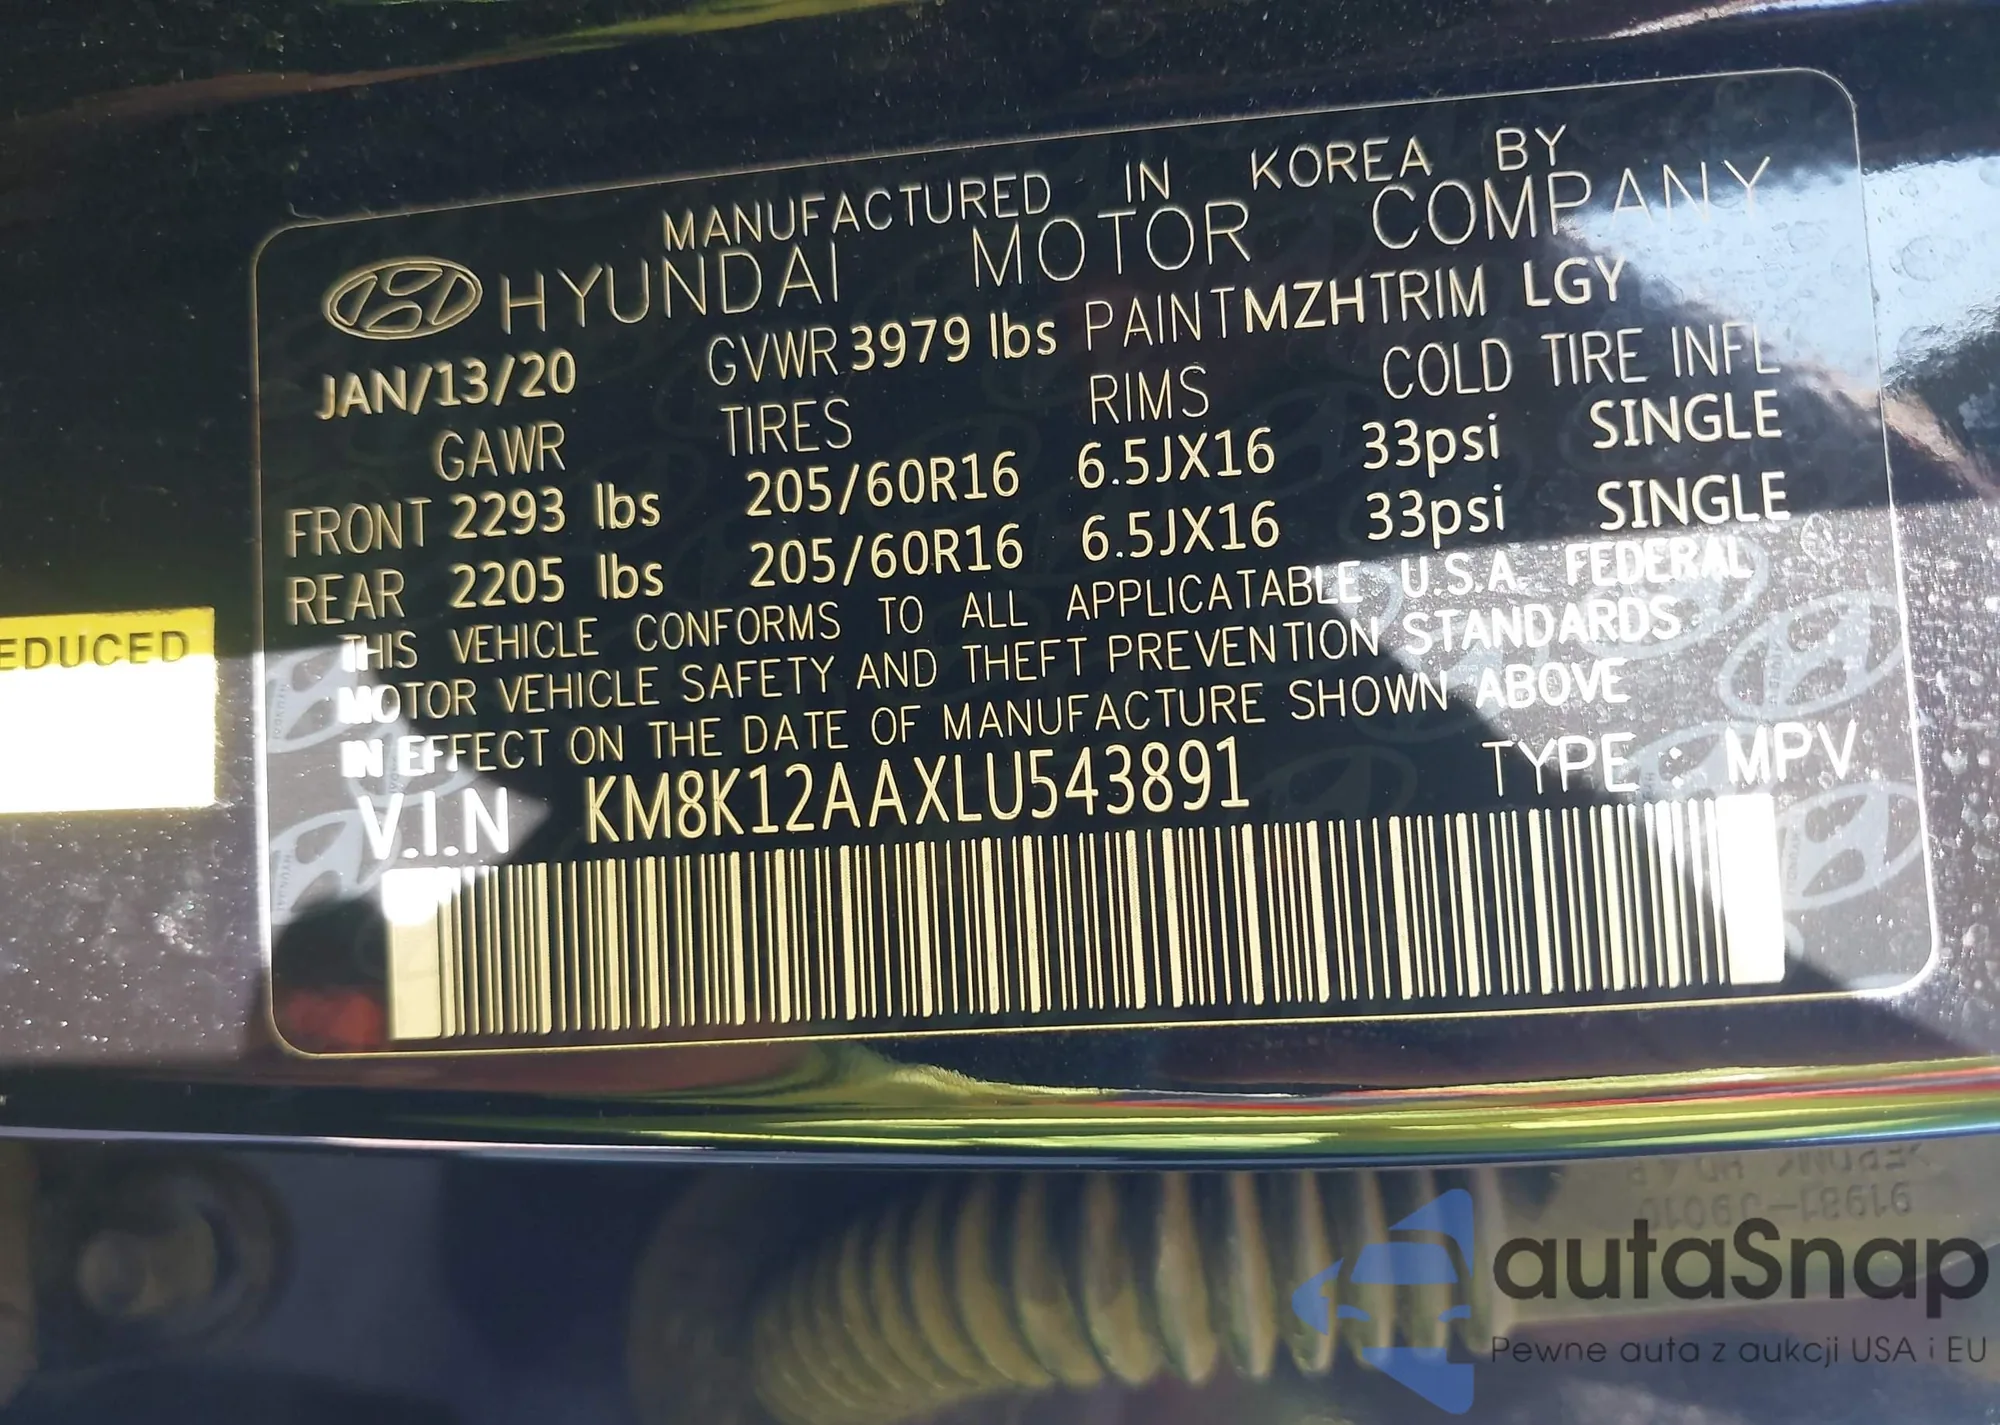 MANUFACTURED IN KOREA BY
HYUNDAI MOTOR COMPANY
JAN/13/20 GVWR 3979 lbs PAINT MZH TRIM LGY
GAWR TIRES RIMS COLD TIRE INFL
FRONT 2293 lbs 205/60R16 6.5JX16 33psi SINGLE
REAR 2205 lbs 205/60R16 6.5JX16 33psi SINGLE
THIS VEHICLE CONFORMS TO ALL APPLICATABLE U.S.A. FEDERAL
MOTOR VEHICLE SAFETY AND THEFT PREVENTION STANDARDS
IN EFFECT ON THE DATE OF MANUFACTURE SHOWN ABOVE
V.I.N KM8K12AAXLU543891 TYPE : MPV
EDUCED
91981-J9010
autaSnap
Pewne auta z aukcji USA i EU